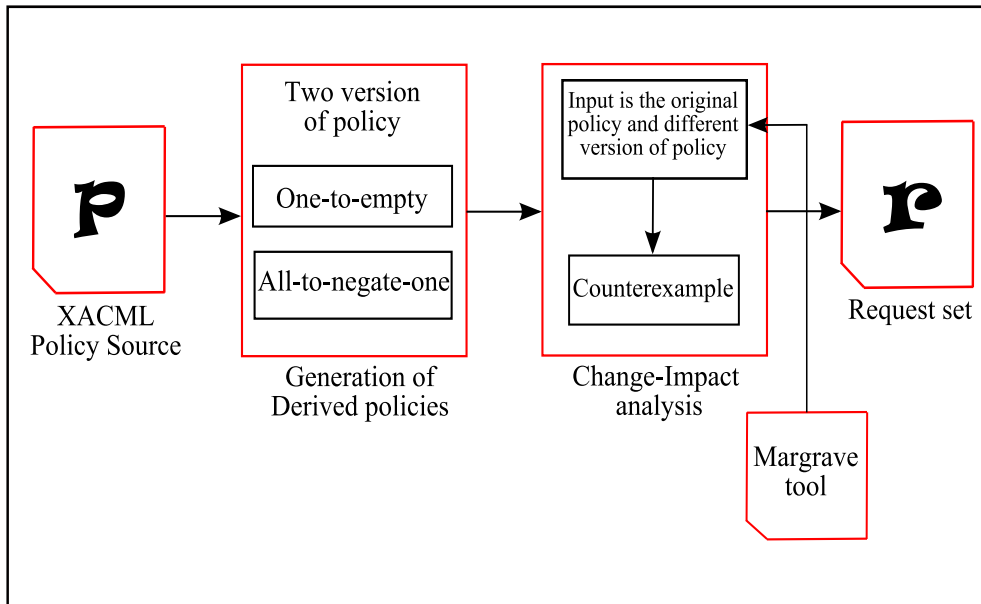 p
XACML
Policy Source
Two version
of policy
One-to-empty
All-to-negate-one
Generation of
Derived policies
Input is the original
policy and different
version of policy
Counterexample
Change-Impact
analysis
r
Request set
Margrave
tool